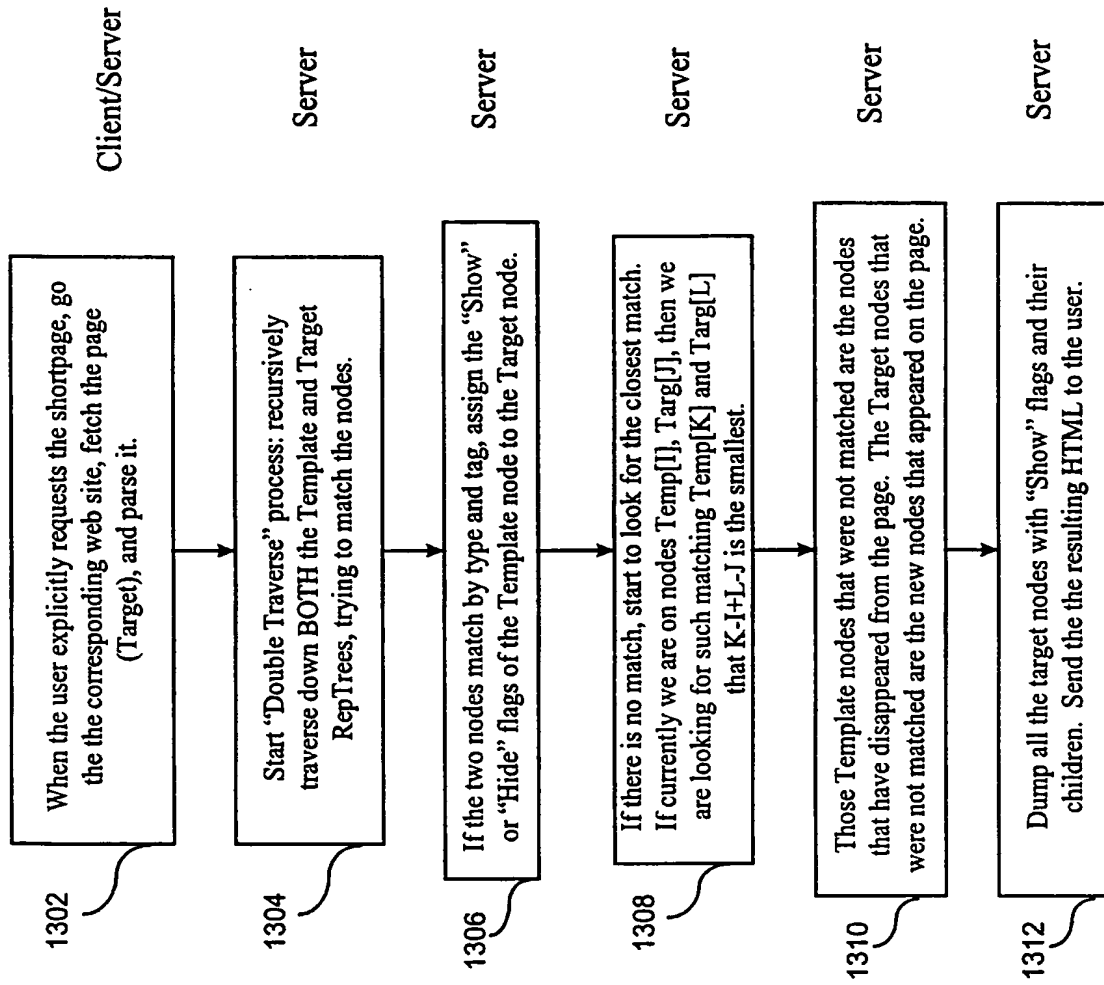 Client/Server
When the user explicitly requests the shortpage, go
the the corresponding web site, fetch the page
(Target), and parse it.
1302
Server
Start “Double Traverse” process: recursively
traverse down BOTH the Template and Target
RepTrees, trying to match the nodes.
1304
Server
If the two nodes match by type and tag, assign the “Show”
or “Hide” flags of the Template node to the Target node.
1306
Server
If there is no match, start to look for the closest match.
If currently we are on nodes Temp[I], Targ[J], then we
are looking for such matching Temp[K] and Targ[L]
that K-I+L-J is the smallest.
1308
Server
Those Template nodes that were not matched are the nodes
that have disappeared from the page. The Target nodes that
were not matched are the new nodes that appeared on the page.
1310
Server
Dump all the target nodes with “Show” flags and their
children. Send the the resulting HTML to the user.
1312